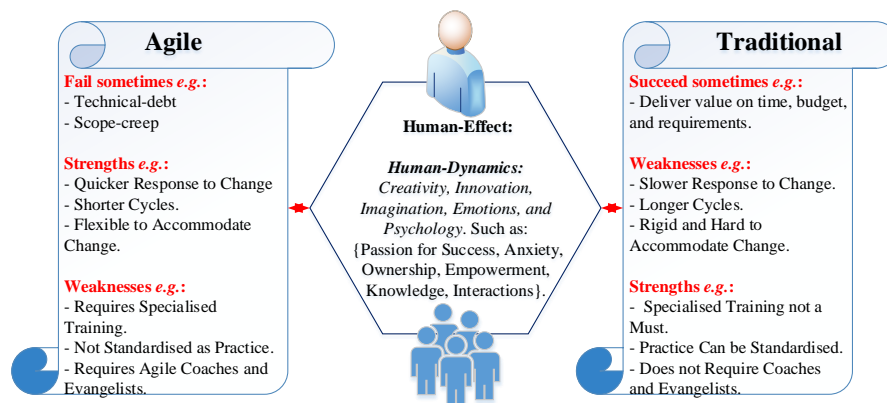 Agile
Fail sometimes e.g.:
- Technical-debt
- Scope-creep
Strengths e.g.:
- Quicker Response to Change
- Shorter Cycles.
- Flexible to Accommodate
Change.
Weaknesses e.g.:
- Requires Specialised
Training.
- Not Standardised as Practice.
- Requires Agile Coaches and
Evangelists.
Human-Effect:
Human-Dynamics:
Creativity, Innovation,
Imagination, Emotions, and
Psychology. Such as:
{Passion for Success, Anxiety,
Ownership, Empowerment,
Knowledge, Interactions}.
Traditional
Succeed sometimes e.g.:
- Deliver value on time, budget,
and requirements.
Weaknesses e.g.:
- Slower Response to Change.
- Longer Cycles.
- Rigid and Hard to
Accommodate Change.
Strengths e.g.:
- Specialised Training not a
Must.
- Practice Can be Standardised.
- Does not Require Coaches
and Evangelists.